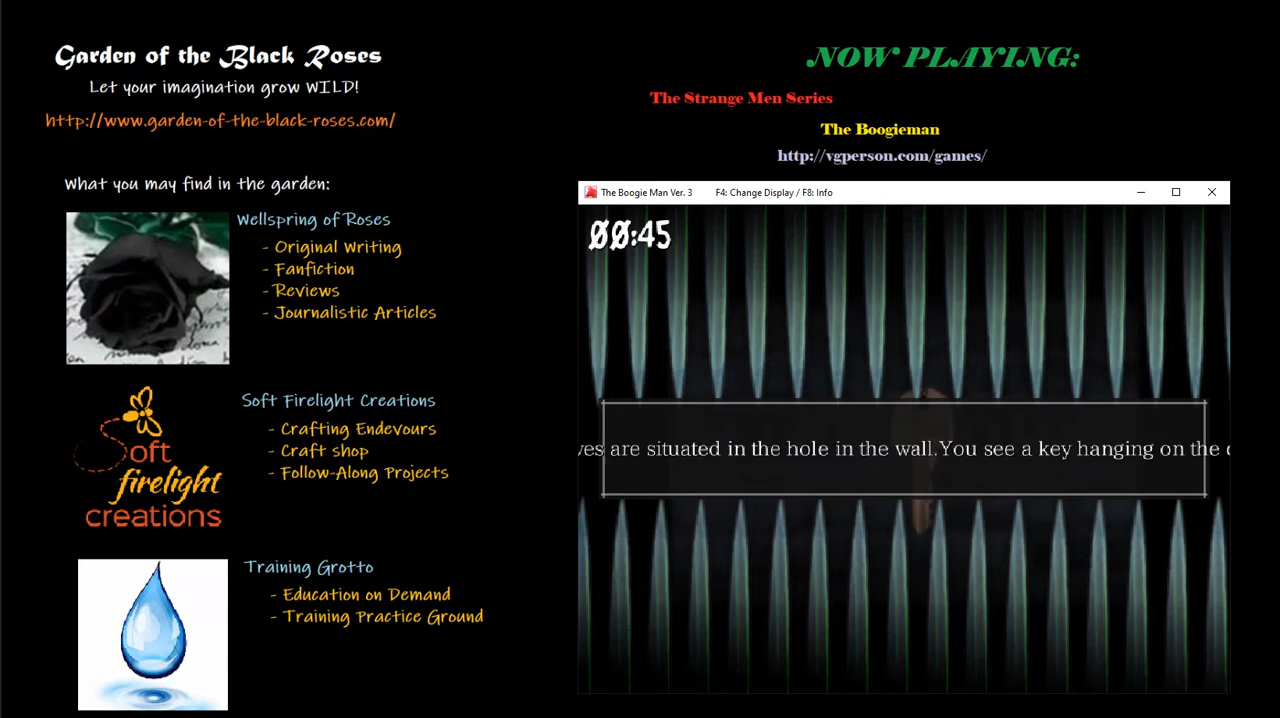 Garden of the Black Roses
Let your imagination grow WILD!
http://www.garden-of-the-black-roses.com/
What you may find in the garden:
Wellspring of Roses
- Original Writing
- Fanfiction
- Reviews
- Journalistic Articles
Soft firelight creations
Soft Firelight Creations
- Crafting Endevours
- Craft shop
- Follow-Along Projects
Training Grotto
- Education on Demand
- Training Practice Ground
NOW PLAYING:
The Strange Men Series
The Boogieman
http://vgperson.com/games/
The Boogie Man Ver. 3 F4: Change Display / F8: Info
00:45
are situated in the hole in the wall.You see a key hanging on the